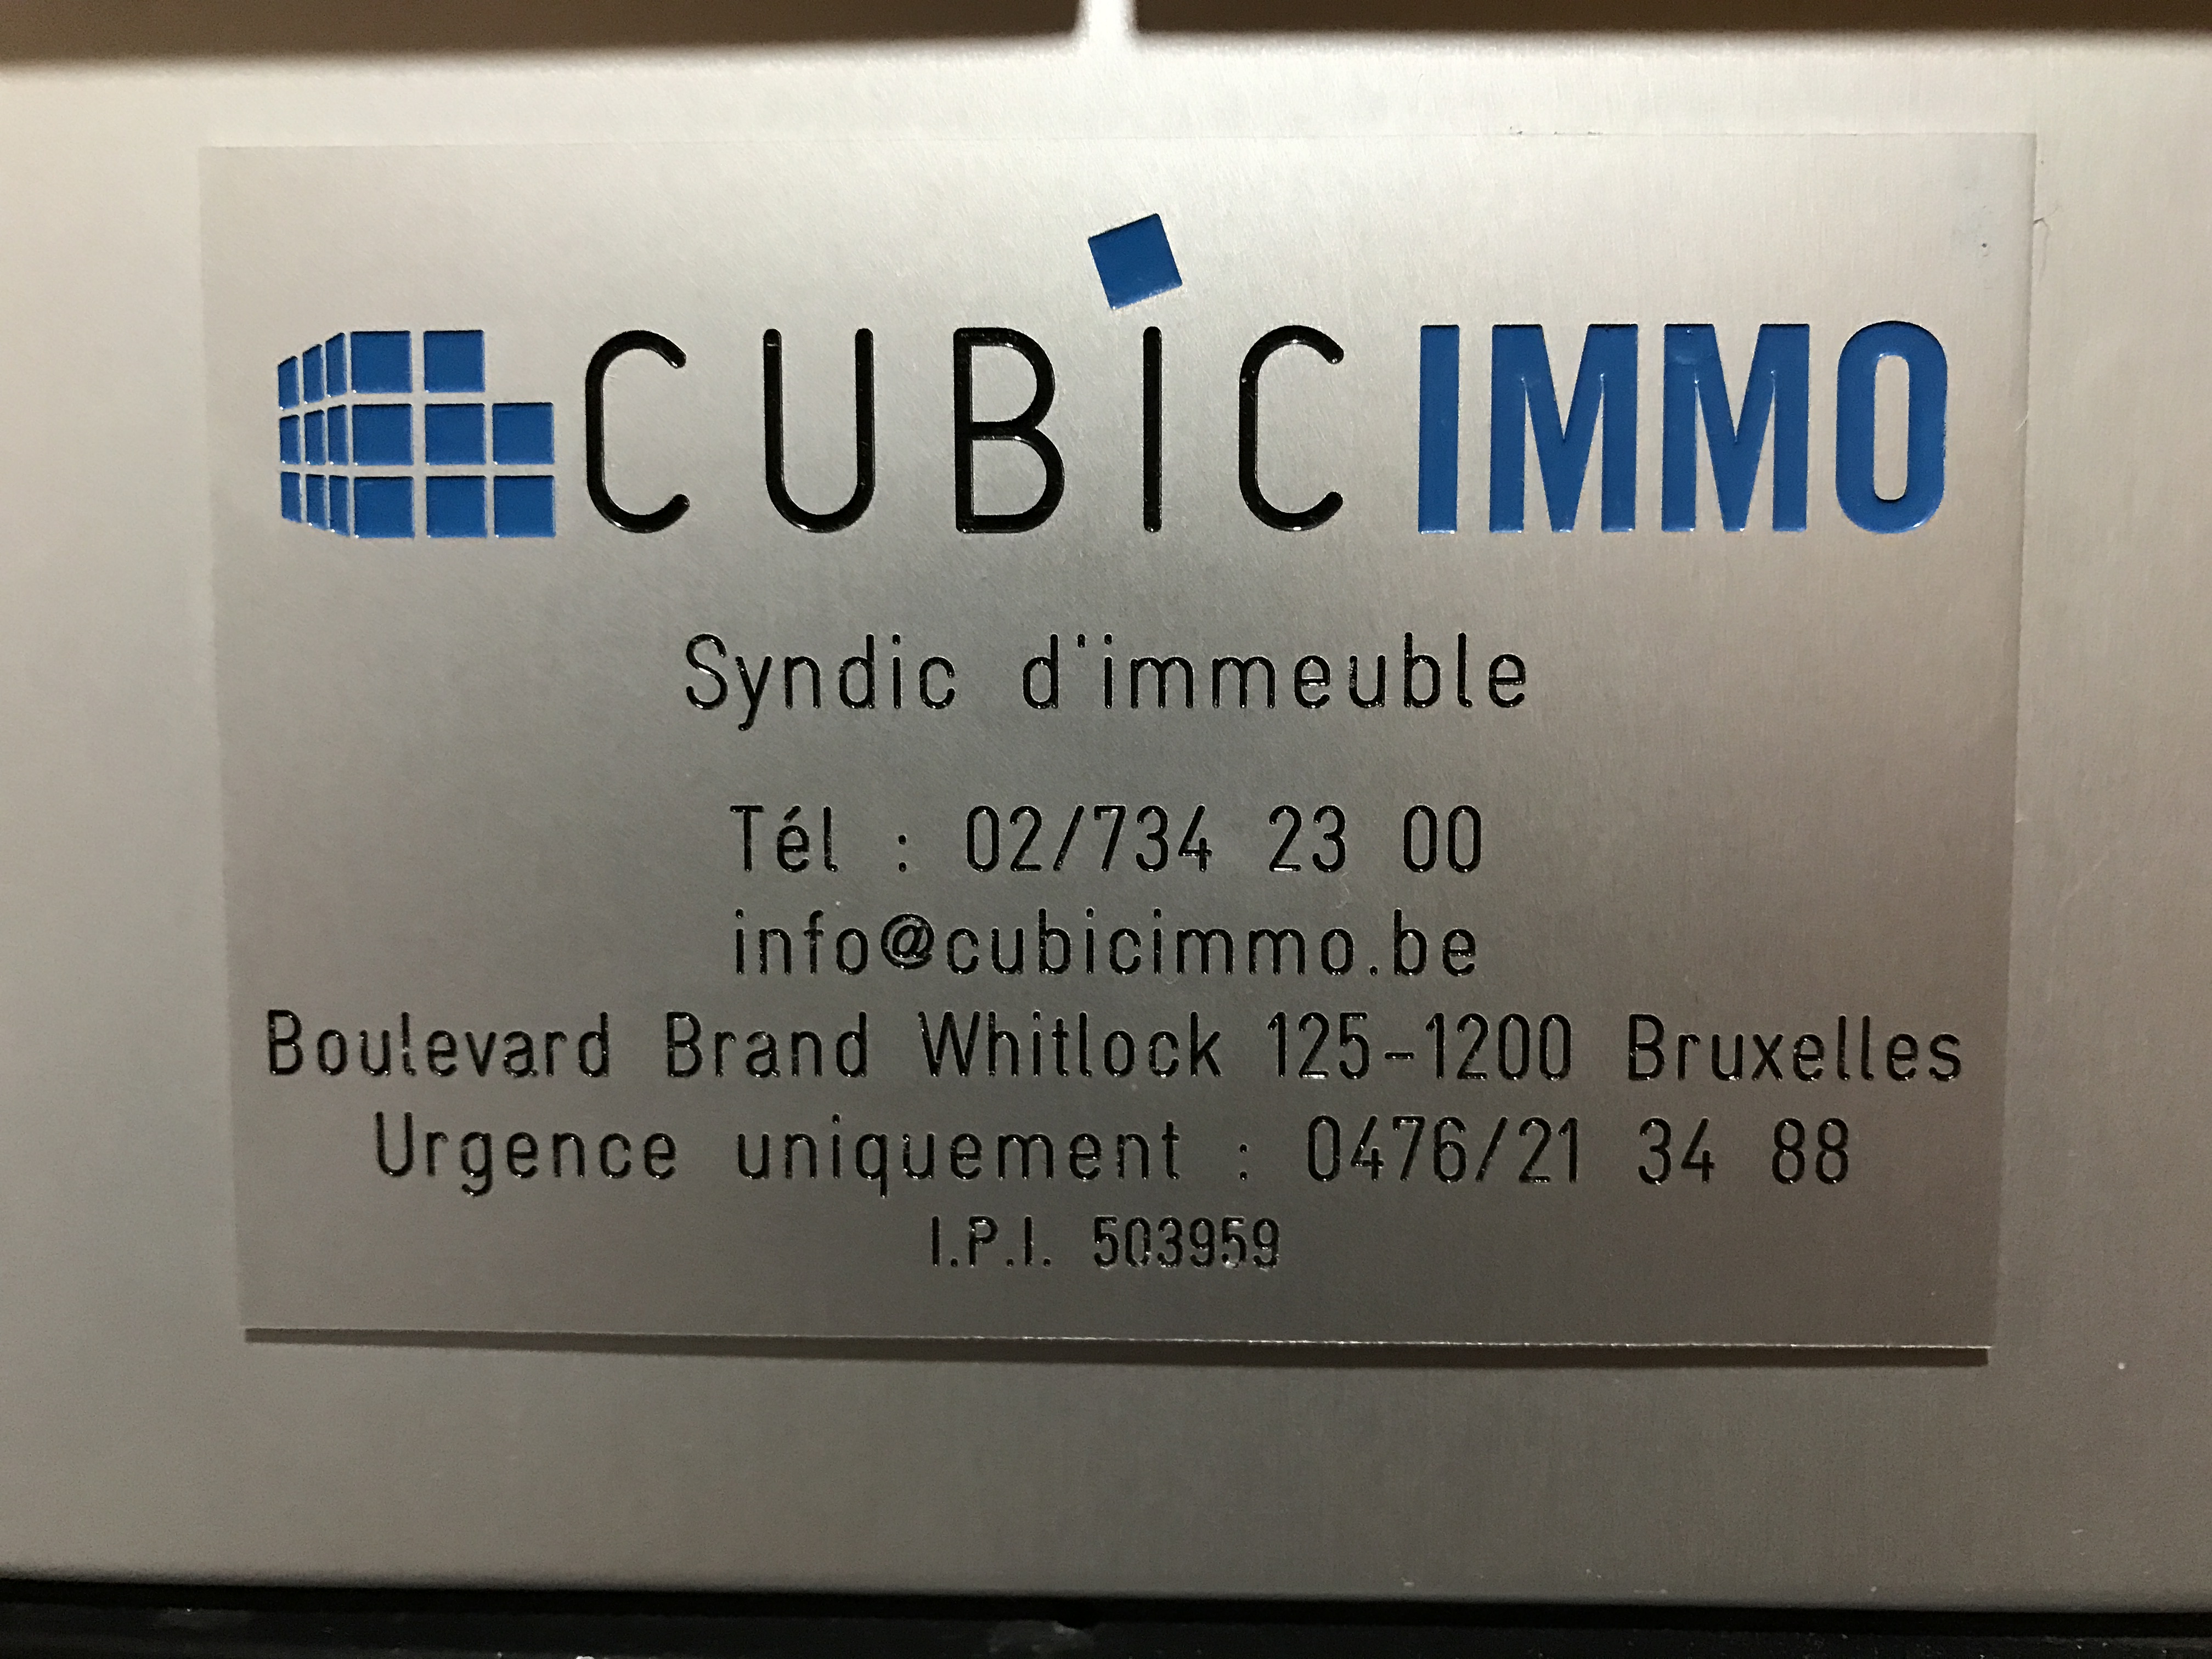 CUBIC IMMO
Syndic d'immeuble
Tél : 02/734 23 00
info@cubicimmo.be
Boulevard Brand Whitlock 125-1200 Bruxelles
Urgence uniquement : 0476/21 34 88
I.P.I. 503959